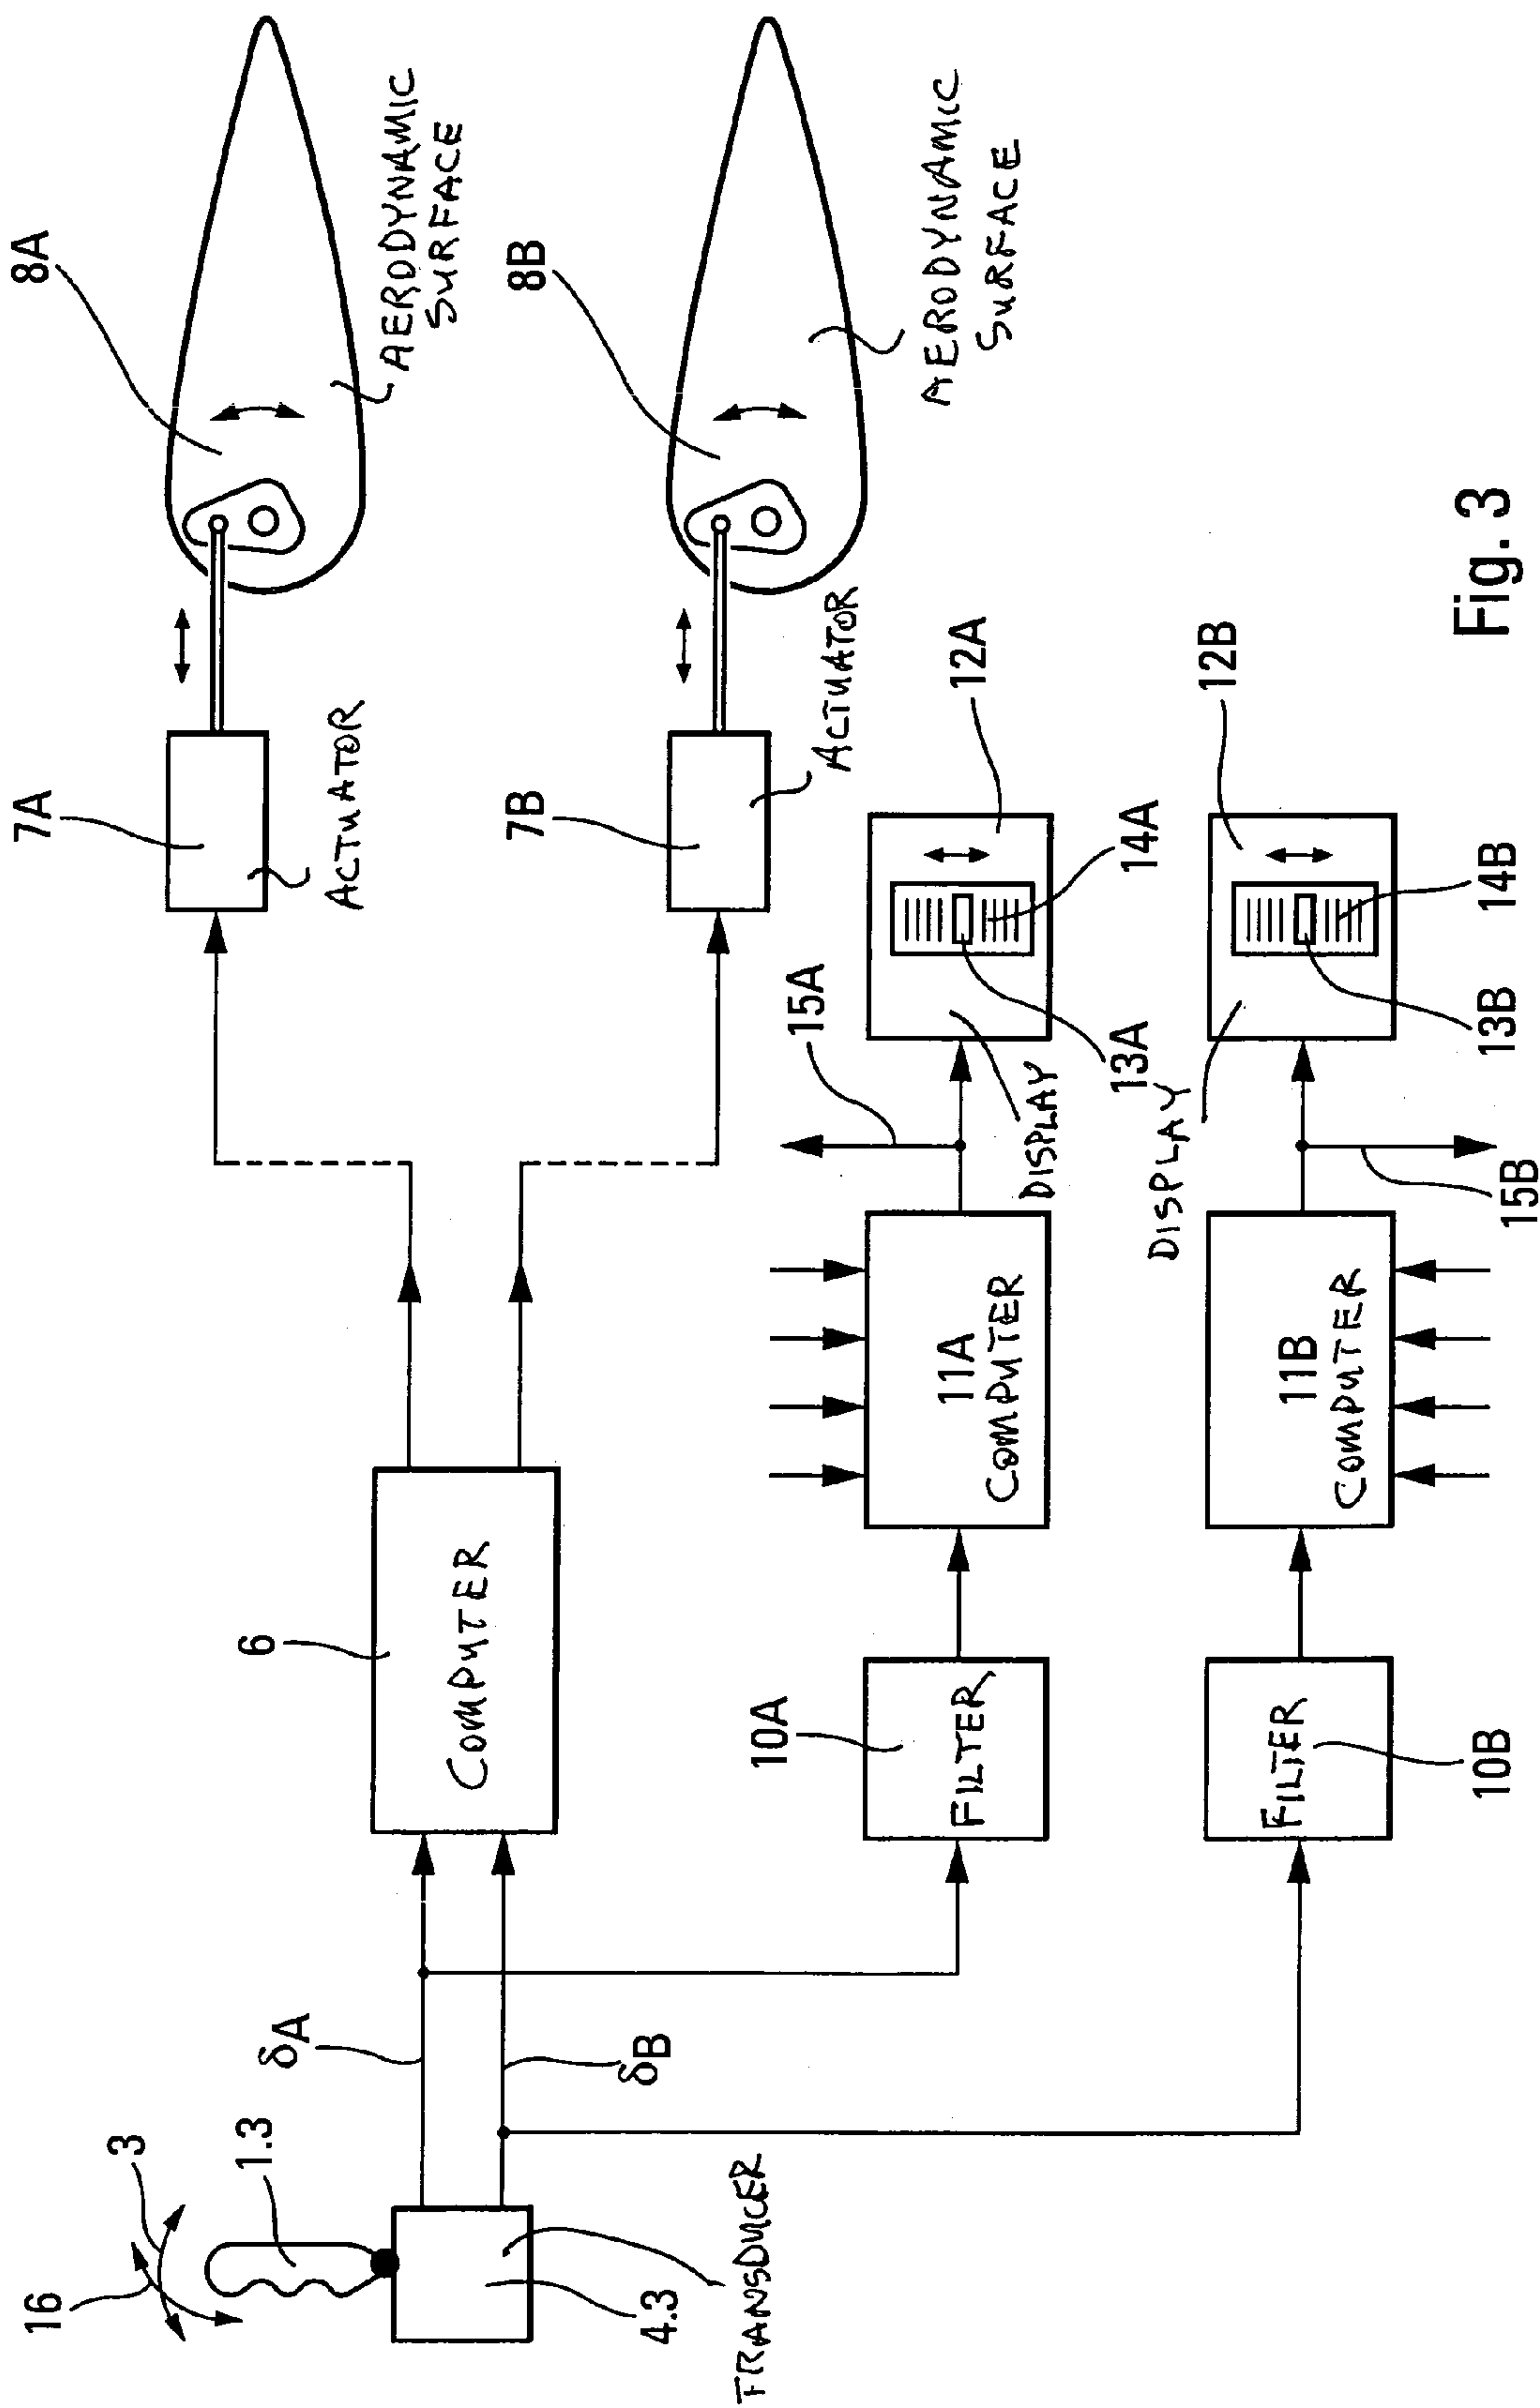 8A
AERODYNAMIC
SURFACE
7A
ACTUATOR
8B
AERODYNAMIC
SURFACE
7B
ACTUATOR
6
COMPUTER
16
3
1.3
δA
δB
4.3
TRANSDUCER
10A
FILTER
11A
COMPUTER
15A
DISPLAY
13A
14A
12A
10B
FILTER
11B
COMPUTER
15B
DISPLAY
13B
14B
12B
Fig. 3